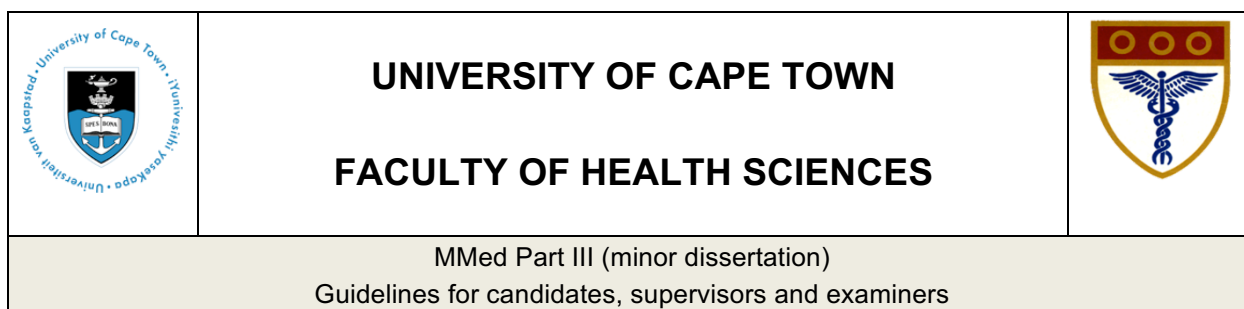 University of Cape Town • iYunivesithi yaseKapa • Universiteit van Kaapstad •
SPES BONA
UNIVERSITY OF CAPE TOWN
FACULTY OF HEALTH SCIENCES
MMed Part III (minor dissertation)
Guidelines for candidates, supervisors and examiners